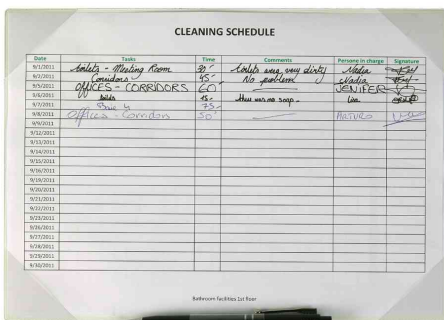 CLEANING SCHEDULE
Date Tasks Time Comments Persone in charge Signature
9/1/2011 toilets - Meeting Room 30' toilets were very dirty Nadia
9/2/2011 Corridors 45' No problem Nadia
9/5/2011 OFFICES - CORRIDORS 60' JENIFER
9/6/2011 toilets 45' there was no soap - Lisa
9/7/2011 75'
9/8/2011 Offices - Corridors 50' ARTURO
9/9/2011
9/12/2011
9/13/2011
9/14/2011
9/15/2011
9/16/2011
9/19/2011
9/20/2011
9/21/2011
9/22/2011
9/23/2011
9/26/2011
9/27/2011
9/28/2011
9/29/2011
9/30/2011
Bathroom facilities 1st floor